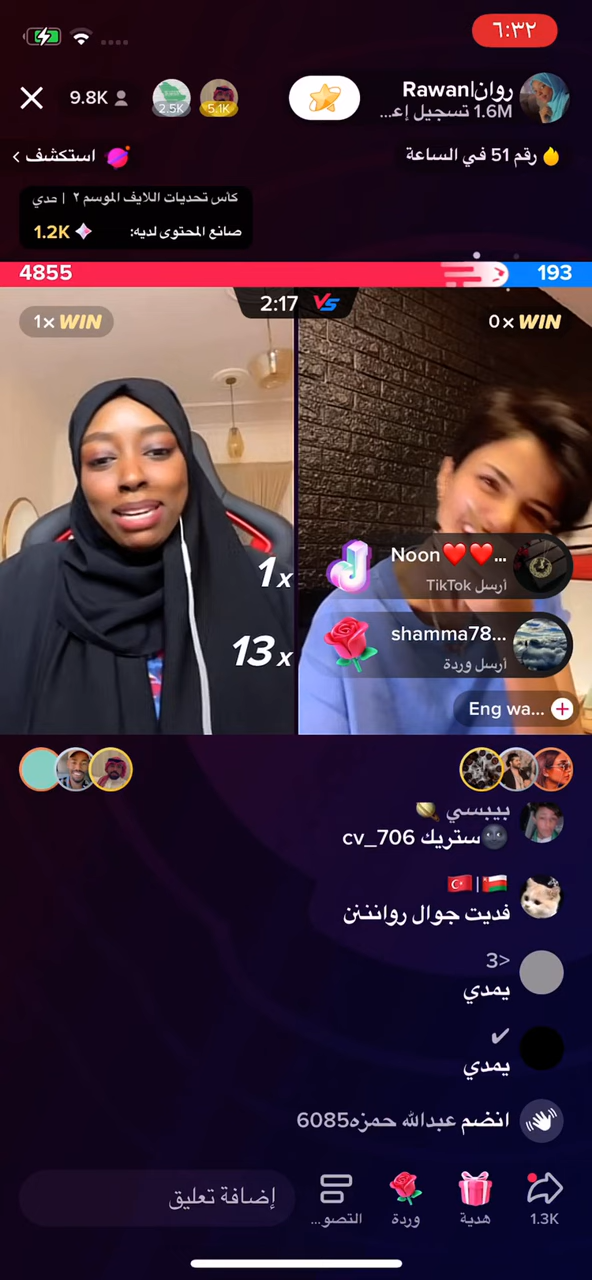 ٦:٣٢
روان|Rawan
1.6M تسجيل إع...
5.1K
2.5K
9.8K
رقم 51 في الساعة
استكشف
كأس تحديات اللايف الموسم ٢ | حدي
صانع المحتوى لديه: 1.2K
4855
193
1x WIN
2:17
VS
0x WIN
1x
13x
Noon❤️❤️...
أرسل TikTok
shamma78...
أرسل وردة
Eng wa...
بيبسي
ستريك cv_706
🇴🇲|🇹🇷
فديت جوال روانننن
<3
يمدي
✔
يمدي
انضم عبدالله حمزه6085
إضافة تعليق
التصو...
وردة
هدية
1.3K